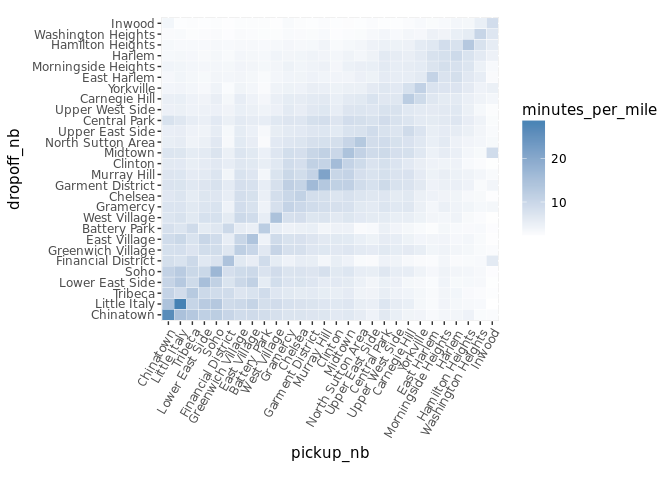 Inwood
Washington Heights
Hamilton Heights
Harlem
Morningside Heights
East Harlem
Yorkville
Carnegie Hill
Upper West Side
Central Park
Upper East Side
North Sutton Area
Midtown
Clinton
Murray Hill
Garment District
Chelsea
Gramercy
West Village
Battery Park
East Village
Greenwich Village
Financial District
Soho
Lower East Side
Tribeca
Little Italy
Chinatown
dropoff_nb
Chinatown
Little Italy
Tribeca
Lower East Side
Soho
Financial District
Greenwich Village
East Village
Battery Park
West Village
Gramercy
Chelsea
Garment District
Murray Hill
Clinton
Midtown
North Sutton Area
Upper East Side
Central Park
Upper West Side
Carnegie Hill
Yorkville
East Harlem
Morningside Heights
Harlem
Hamilton Heights
Washington Heights
Inwood
pickup_nb
minutes_per_mile
20
10